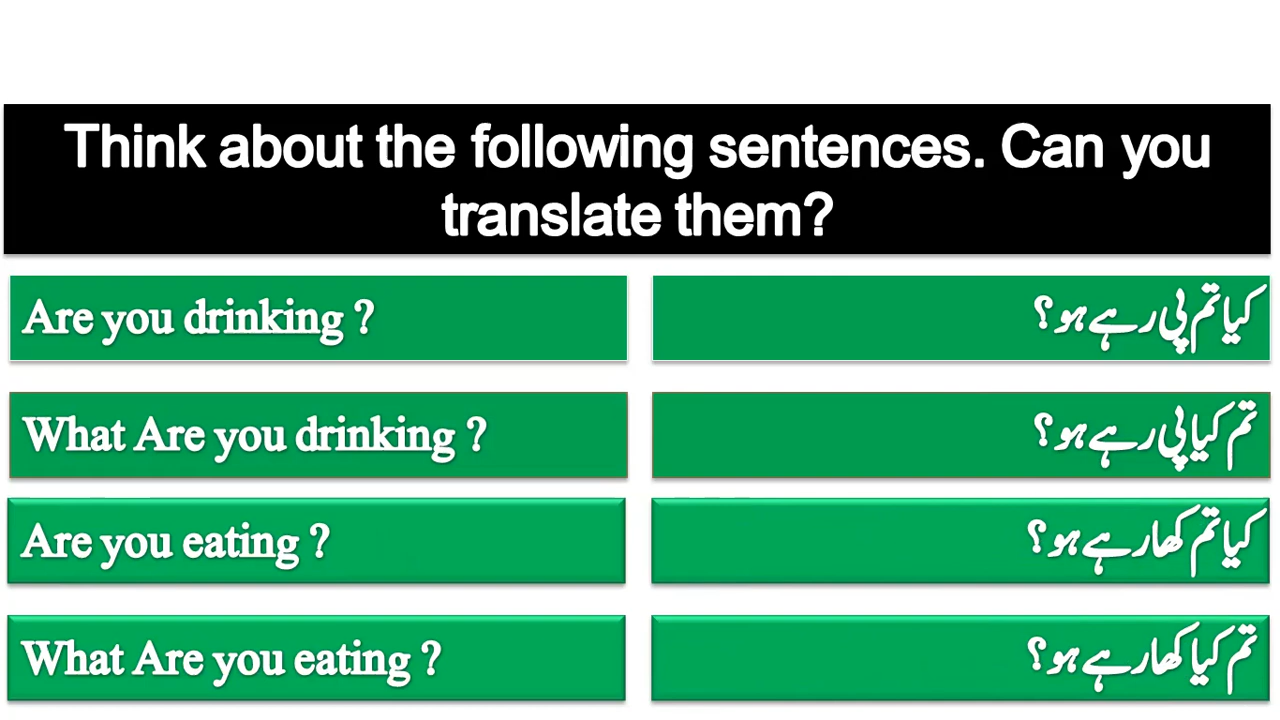 Think about the following sentences. Can you
translate them?
Are you drinking ?
کیا تم پی رہے ہو؟
What Are you drinking ?
تم کیا پی رہے ہو؟
Are you eating ?
کیا تم کھا رہے ہو؟
What Are you eating ?
تم کیا کھا رہے ہو؟